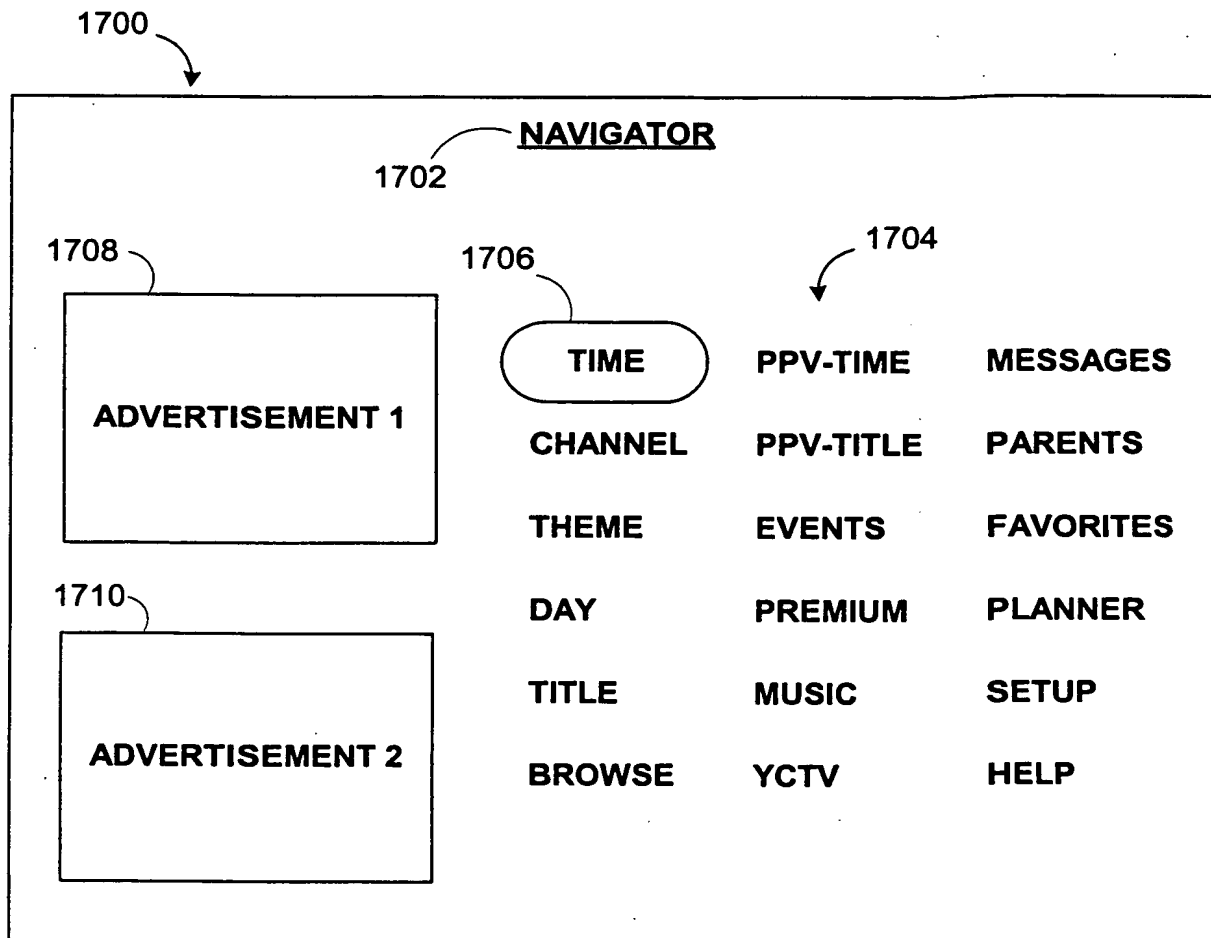 1700
NAVIGATOR
1702
1708
1706
1704
TIME PPV-TIME MESSAGES
ADVERTISEMENT 1
CHANNEL PPV-TITLE PARENTS
THEME EVENTS FAVORITES
1710
DAY PREMIUM PLANNER
TITLE MUSIC SETUP
ADVERTISEMENT 2
BROWSE YCTV HELP